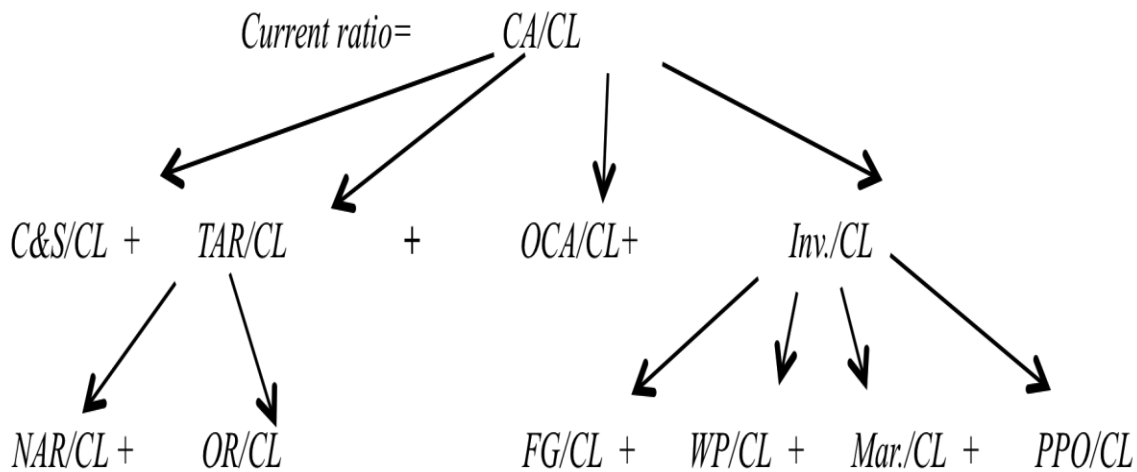 Current ratio= CA/CL
C&S/CL + TAR/CL + OCA/CL+ Inv./CL
NAR/CL+ OR/CL FG/CL + WP/CL + Mar./CL + PPO/CL